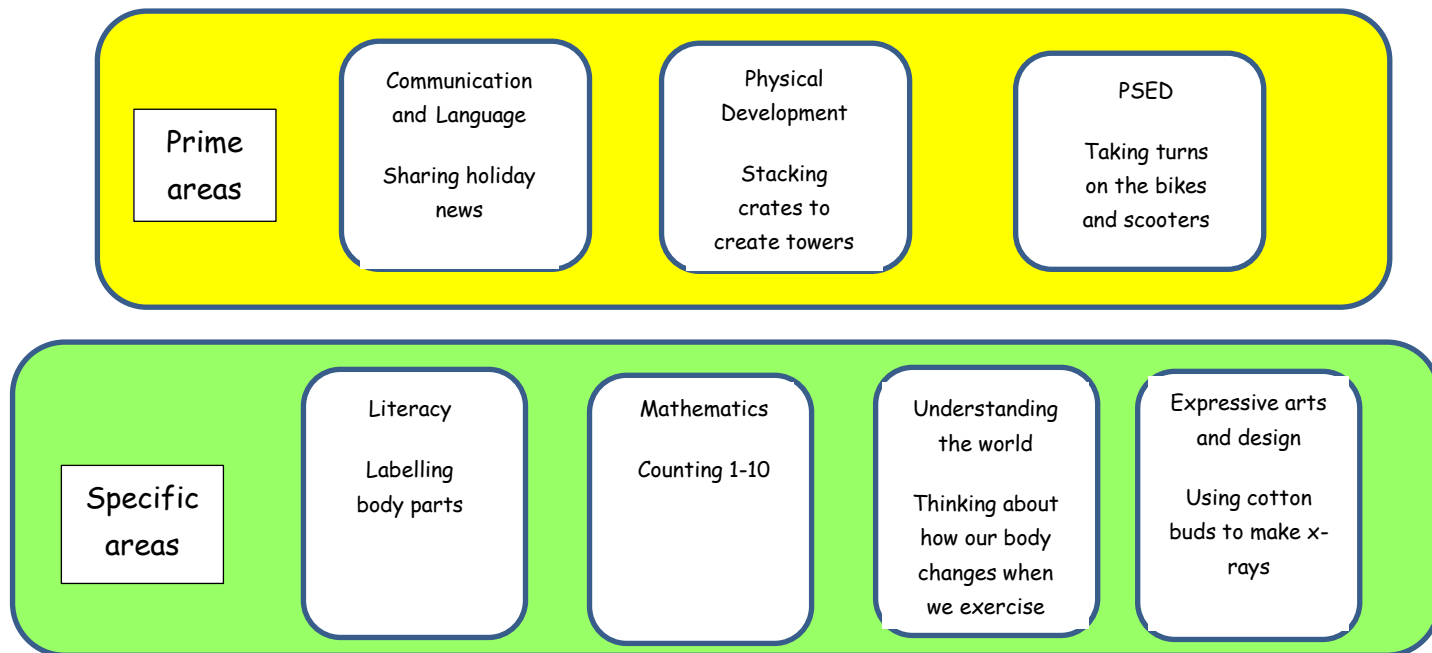 Prime
areas
Communication
and Language
Sharing holiday
news
Physical
Development
Stacking
crates to
create towers
PSED
Taking turns
on the bikes
and scooters
Specific
areas
Literacy
Labelling
body parts
Mathematics
Counting 1-10
Understanding
the world
Thinking about
how our body
changes when
we exercise
Expressive arts
and design
Using cotton
buds to make x-
rays